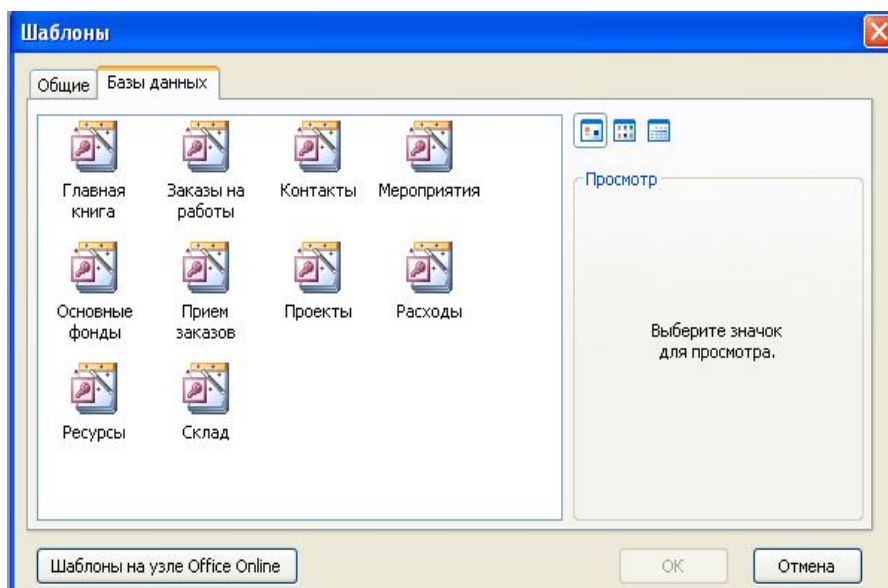 Шаблоны
Общие
Базы данных
Главная книга
Заказы на работы
Контакты
Мероприятия
Основные фонды
Прием заказов
Проекты
Расходы
Ресурсы
Склад
Просмотр
Выберите значок
для просмотра.
Шаблоны на узле Office Online
ОК
Отмена